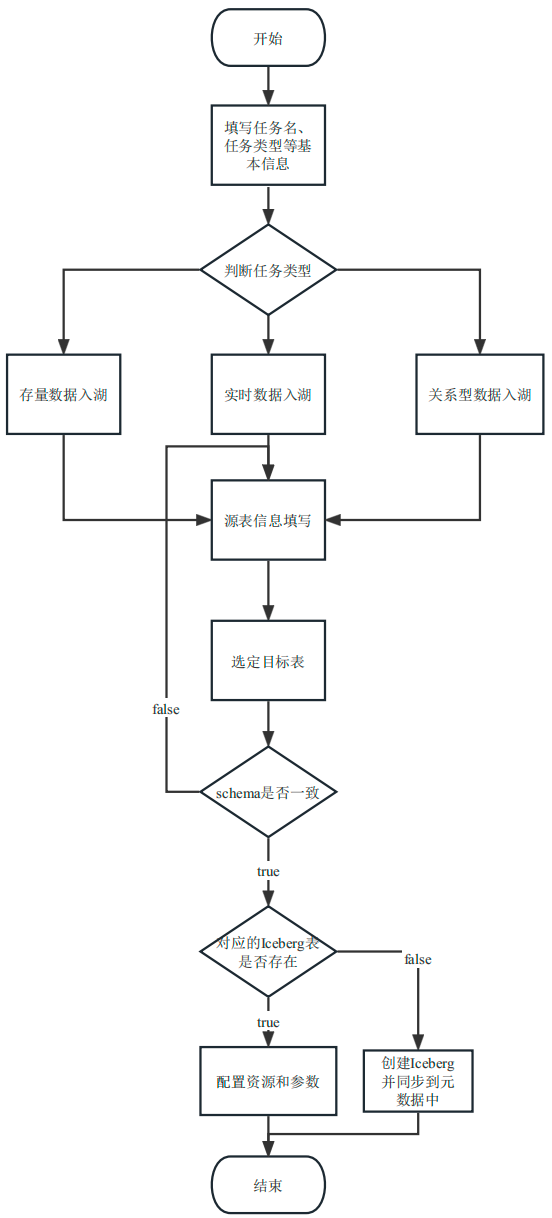 开始
填写任务名、
任务类型等基
本信息
判断任务类型
存量数据入湖
实时数据入湖
关系型数据入湖
源表信息填写
选定目标表
false
schema是否一致
true
对应的Iceberg表
是否存在
false
true
配置资源和参数
创建Iceberg
并同步到元
数据中
结束